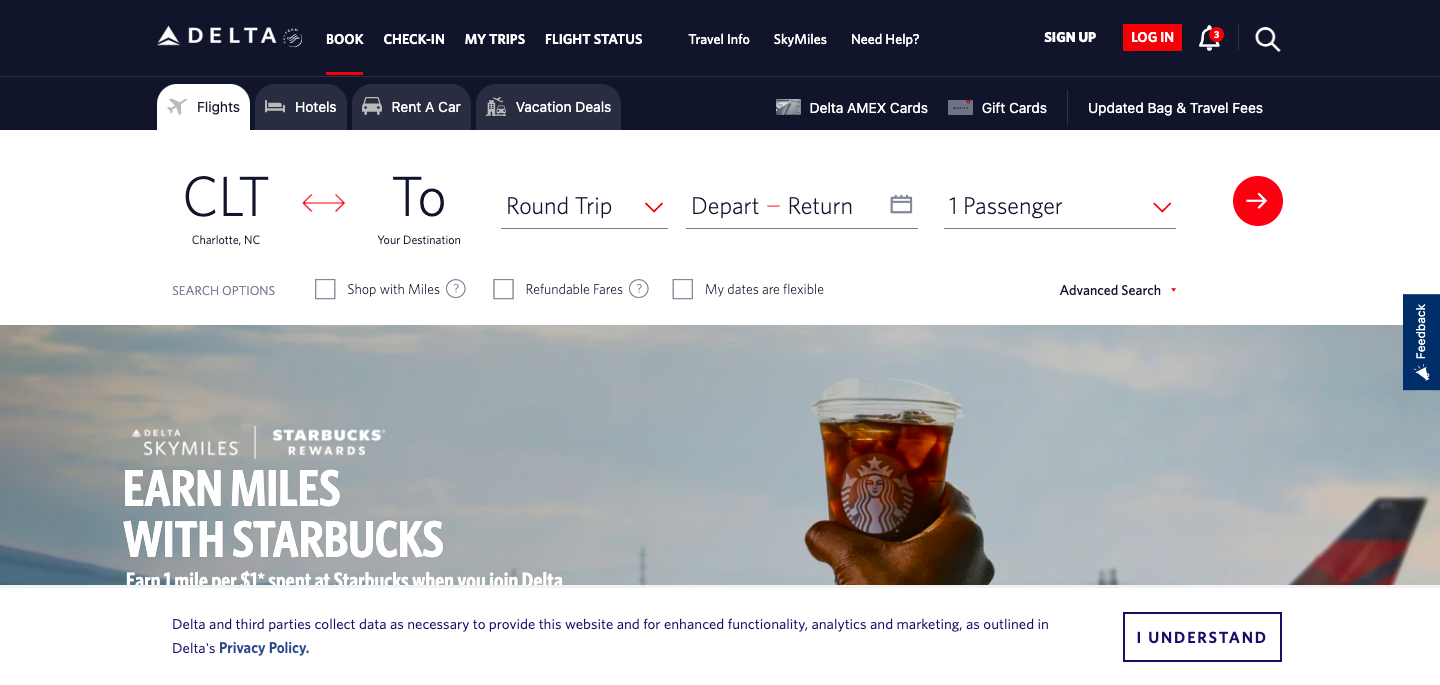 DELTA
BOOK
CHECK-IN
MY TRIPS
FLIGHT STATUS
Travel Info
SkyMiles
Need Help?
SIGN UP
LOG IN
3
Flights
Hotels
Rent A Car
Vacation Deals
Delta AMEX Cards
Gift Cards
Updated Bag & Travel Fees
CLT
Charlotte, NC
To
Your Destination
Round Trip
Depart – Return
1 Passenger
SEARCH OPTIONS
Shop with Miles ?
Refundable Fares ?
My dates are flexible
Advanced Search
Feedback
DELTA
SKYMILES
STARBUCKS®
REWARDS
EARN MILES
WITH STARBUCKS
Earn 1 mile per $1* spent at Starbucks when you join Delta
Delta and third parties collect data as necessary to provide this website and for enhanced functionality, analytics and marketing, as outlined in
Delta's Privacy Policy.
I UNDERSTAND